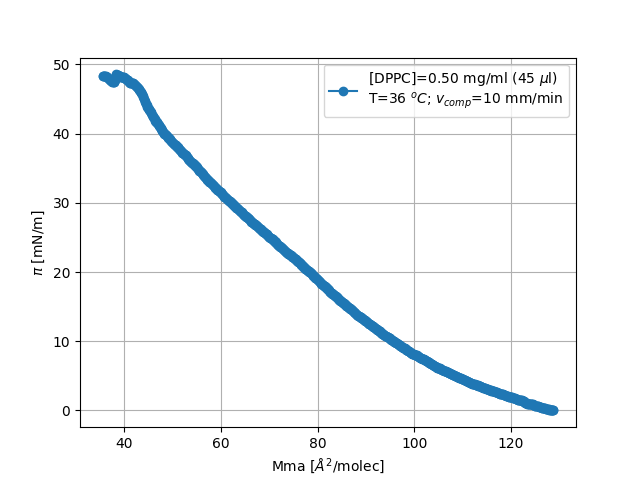 50
40
30
20
10
0
π [mN/m]
[DPPC]=0.50 mg/ml (45 μl)
T=36 °C; v_comp=10 mm/min
40 60 80 100 120
Mma [Å²/molec]